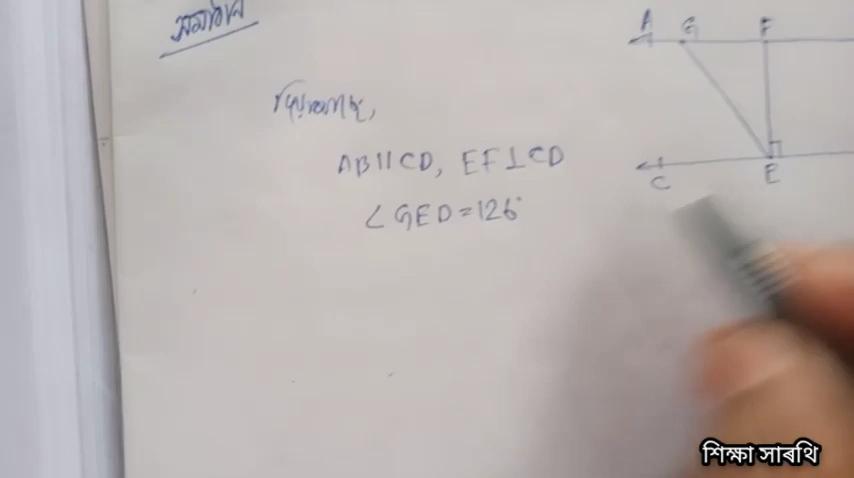 সমাধান
দিয়া আছে,
AB||CD, EF⊥CD
∠GED=126°
A G F
C E
শিক্ষা সাৰথি